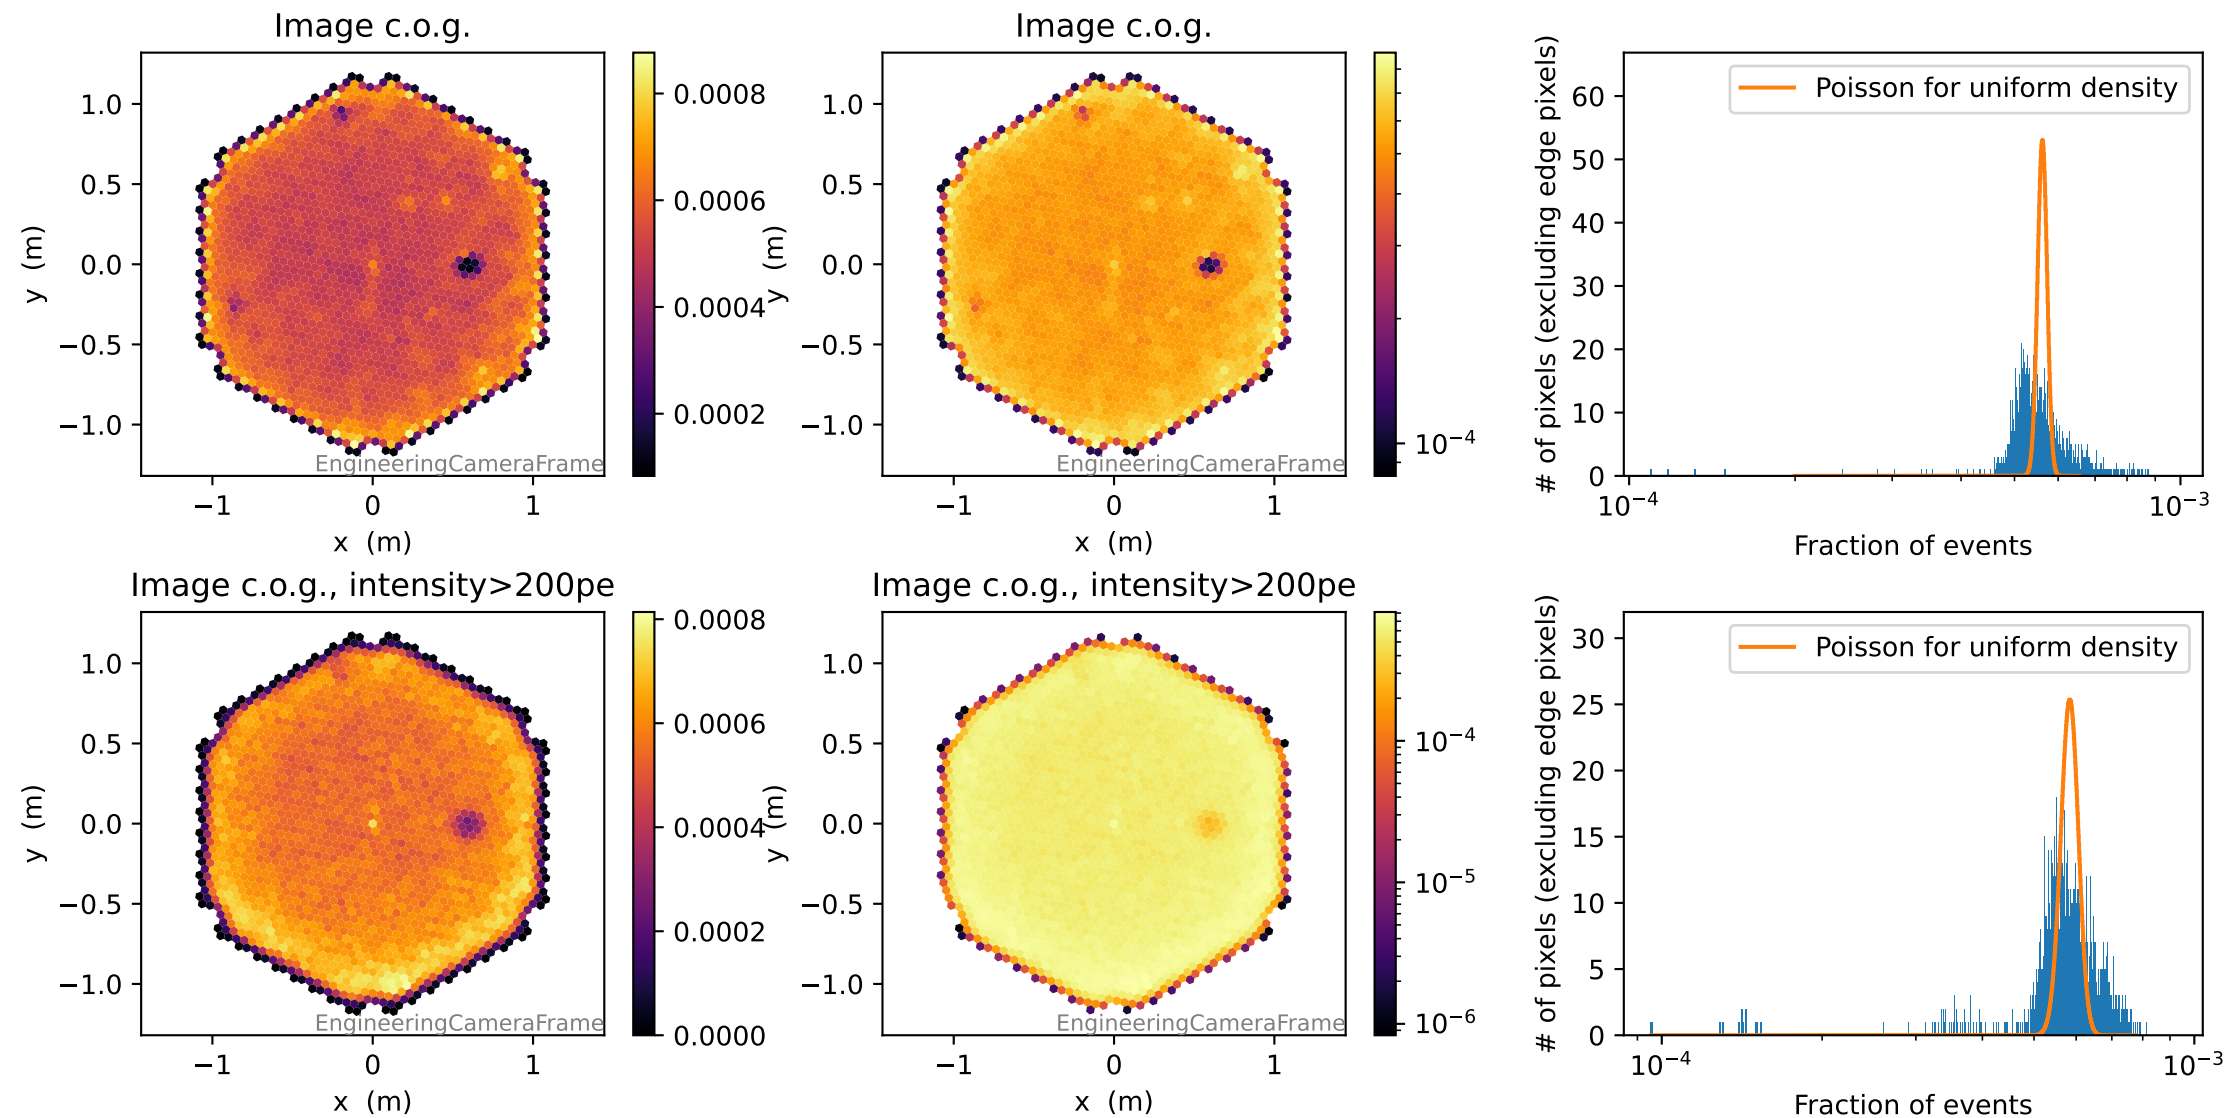 Image c.o.g.
1.0
0.5
0.0
−0.5
−1.0
y (m)
−1
0
1
x (m)
EngineeringCameraFrame
0.0008
0.0006
0.0004
0.0002
Image c.o.g.
1.0
0.5
0.0
−0.5
−1.0
y (m)
−1
0
1
x (m)
EngineeringCameraFrame
10⁻⁴
# of pixels (excluding edge pixels)
60
50
40
30
20
10
0
Poisson for uniform density
10⁻⁴
10⁻³
Fraction of events
Image c.o.g., intensity>200pe
1.0
0.5
0.0
−0.5
−1.0
y (m)
−1
0
1
x (m)
EngineeringCameraFrame
0.0008
0.0006
0.0004
0.0002
0.0000
Image c.o.g., intensity>200pe
1.0
0.5
0.0
−0.5
−1.0
y (m)
−1
0
1
x (m)
EngineeringCameraFrame
10⁻⁴
10⁻⁵
10⁻⁶
# of pixels (excluding edge pixels)
30
25
20
15
10
5
0
Poisson for uniform density
10⁻⁴
10⁻³
Fraction of events